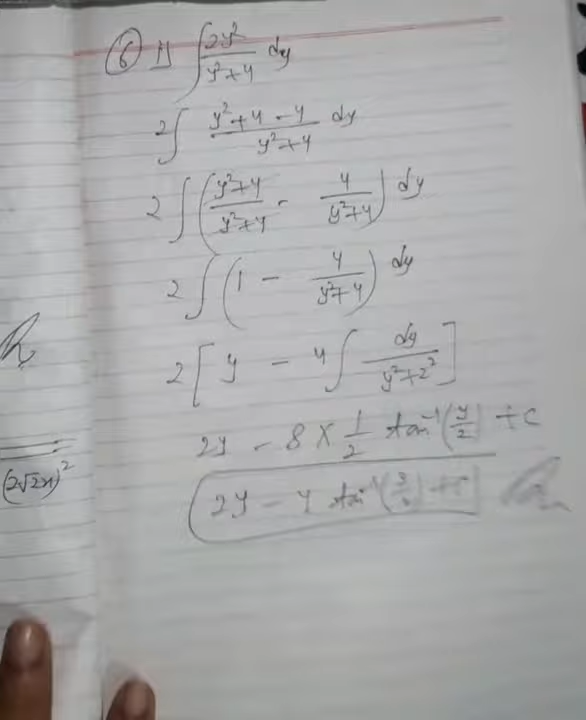 ⑥ 1] ∫ 2y²/(y²+4) dy
2∫ (y²+4-4)/(y²+4) dy
2∫ ((y²+4)/(y²+4) - 4/(y²+4)) dy
2∫ (1 - 4/(y²+4)) dy
2[y - 4∫ dy/(y²+2²)]
2y - 8 × 1/2 tan⁻¹(y/2) + c
2y - 4 tan⁻¹(y/2) + c
(2√2x)²